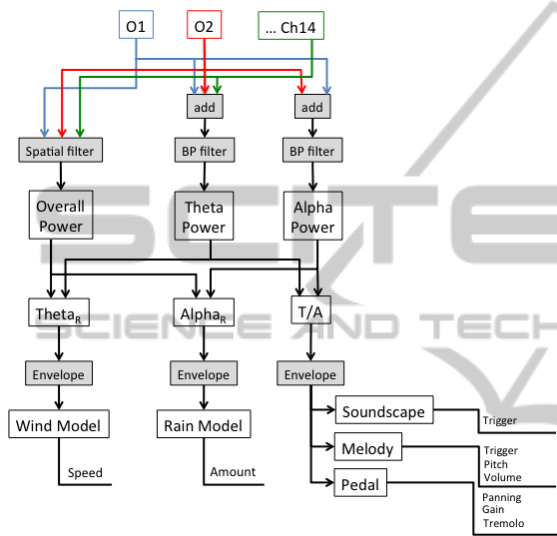 O1 O2 ... Ch14
add add
Spatial filter BP filter BP filter
Overall Power Theta Power Alpha Power
ThetaR AlphaR T/A
Envelope Envelope Envelope
Wind Model Rain Model Soundscape
Trigger
Melody
Speed Amount
Trigger
Pitch
Volume
Pedal
Panning
Gain
Tremolo
SCITE
SCIENCE AND TECH